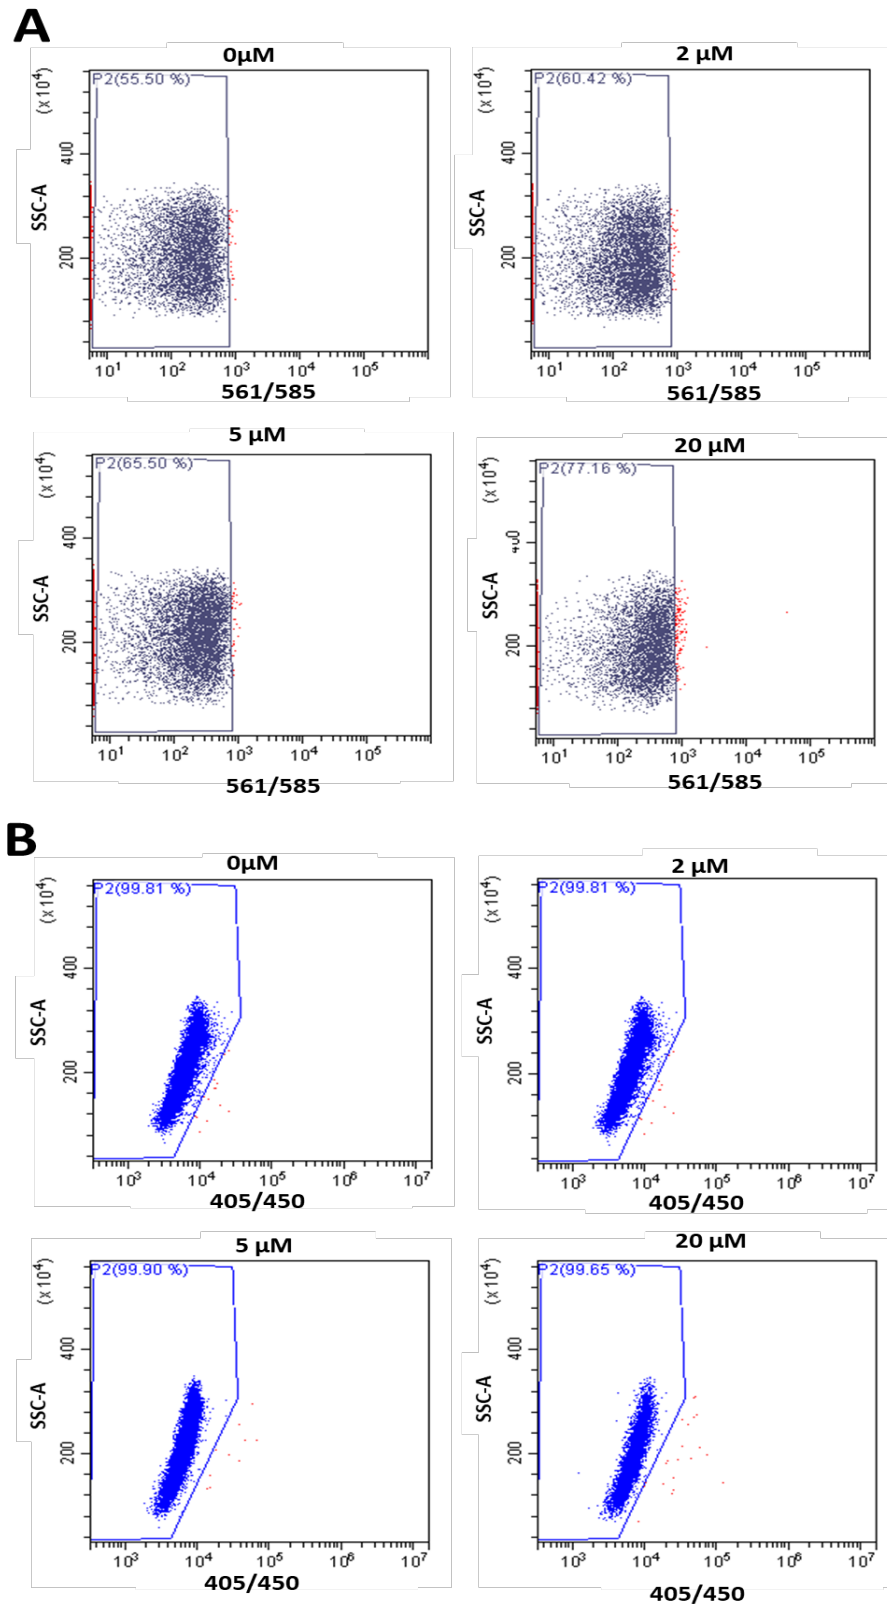 A
0µM
2 µM
P2(55.50 %)
P2(60.42 %)
(x10⁴)
(x10⁴)
400
400
SSC-A
SSC-A
200
200
10¹ 10² 10³ 10⁴ 10⁵
10¹ 10² 10³ 10⁴ 10⁵
561/585
561/585
5 µM
20 µM
P2(65.50 %)
P2(77.16 %)
(x10⁴)
(x10⁴)
400
400
SSC-A
SSC-A
200
200
10¹ 10² 10³ 10⁴ 10⁵
10¹ 10² 10³ 10⁴ 10⁵
561/585
561/585
B
0µM
2 µM
P2(99.81 %)
P2(99.81 %)
(x10⁴)
(x10⁴)
400
400
SSC-A
SSC-A
200
200
10³ 10⁴ 10⁵ 10⁶ 10⁷
10³ 10⁴ 10⁵ 10⁶ 10⁷
405/450
405/450
5 µM
20 µM
P2(99.90 %)
P2(99.65 %)
(x10⁴)
(x10⁴)
400
400
SSC-A
SSC-A
200
200
10³ 10⁴ 10⁵ 10⁶ 10⁷
10³ 10⁴ 10⁵ 10⁶ 10⁷
405/450
405/450